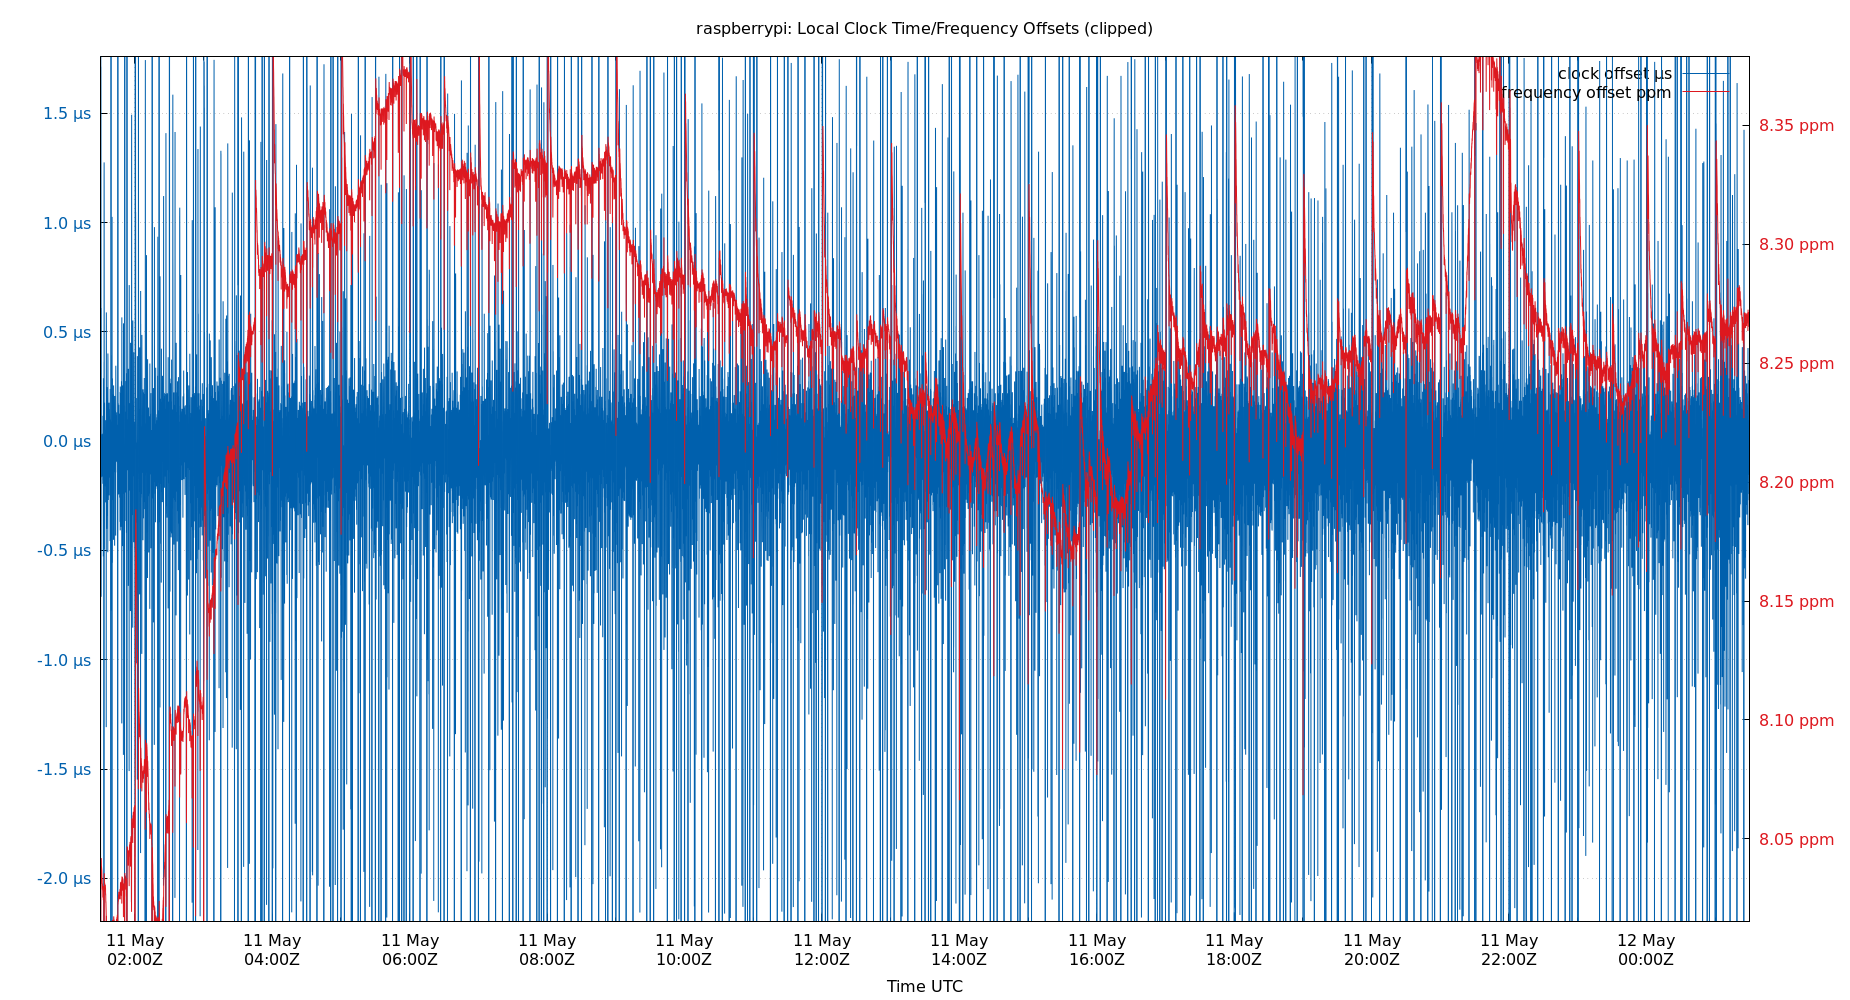 raspberrypi: Local Clock Time/Frequency Offsets (clipped)
clock offset µs
frequency offset ppm
1.5 µs
1.0 µs
0.5 µs
0.0 µs
-0.5 µs
-1.0 µs
-1.5 µs
-2.0 µs
8.35 ppm
8.30 ppm
8.25 ppm
8.20 ppm
8.15 ppm
8.10 ppm
8.05 ppm
11 May 11 May 11 May 11 May 11 May 11 May 11 May 11 May 11 May 11 May 11 May 12 May
02:00Z 04:00Z 06:00Z 08:00Z 10:00Z 12:00Z 14:00Z 16:00Z 18:00Z 20:00Z 22:00Z 00:00Z
Time UTC